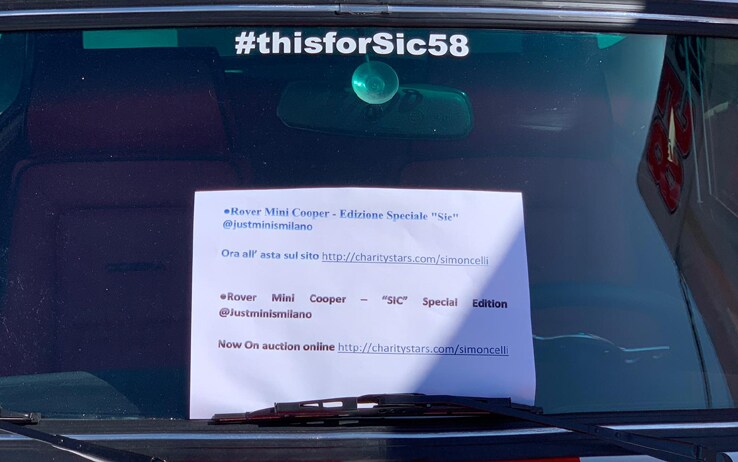 #thisforSic58
●Rover Mini Cooper - Edizione Speciale "Sic"
@justminismilano
Ora all' asta sul sito http://charitystars.com/simoncelli
●Rover Mini Cooper – “SIC” Special Edition
@Justminismilano
Now On auction online http://charitystars.com/simoncelli